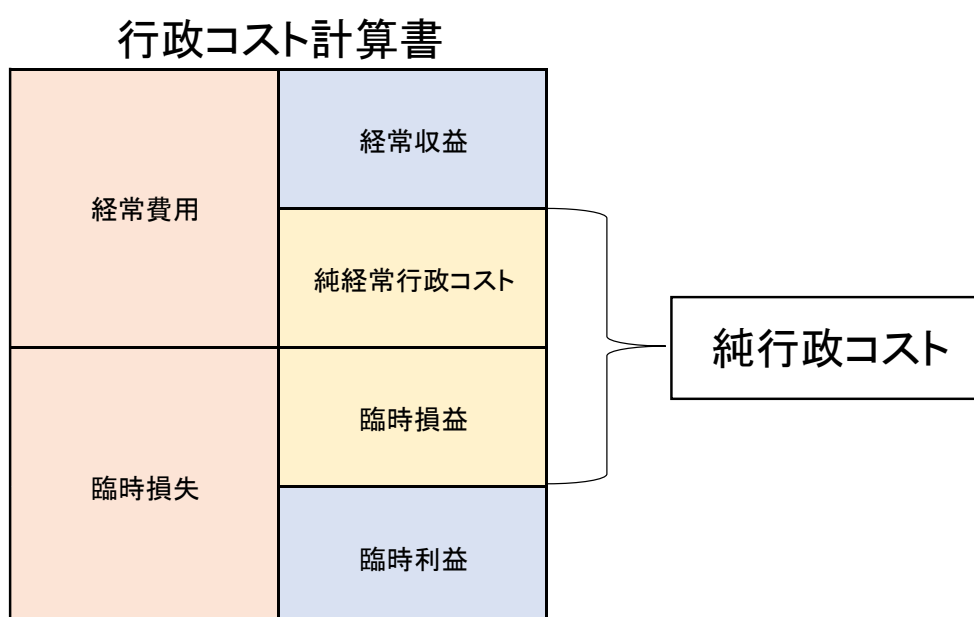 行政コスト計算書
経常費用
経常収益
純経常行政コスト
純行政コスト
臨時損失
臨時損益
臨時利益